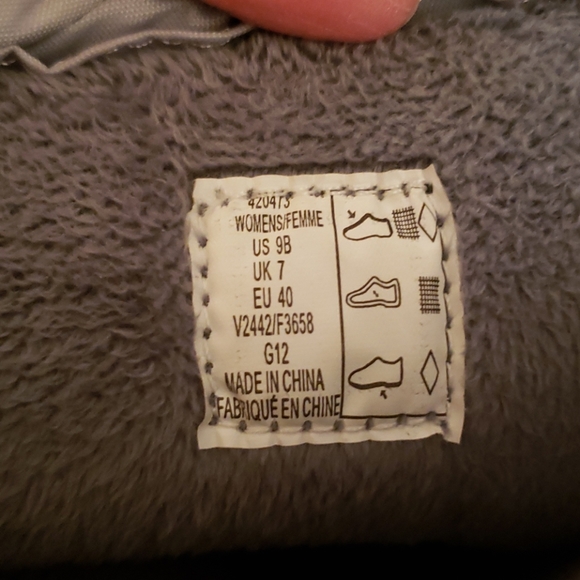 420473
WOMENS/FEMME
US 9B
UK 7
EU 40
V2442/F3658
G12
MADE IN CHINA
FABRIQUÉ EN CHINE